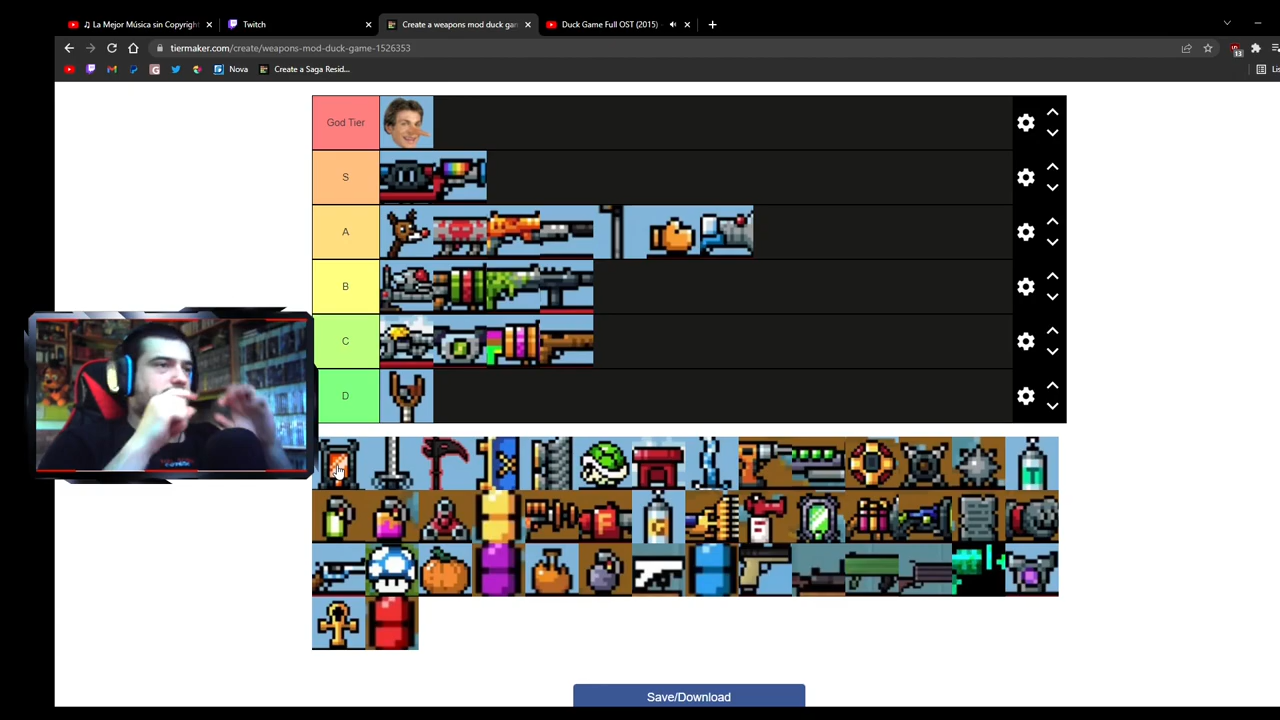 ♫ La Mejor Música sin Copyright
Twitch
Create a weapons mod duck gam
Duck Game Full OST (2015)
tiermaker.com/create/weapons-mod-duck-game-1526353
13
Nova
Create a Saga Resid...
God Tier
S
A
B
C
D
F
Save/Download